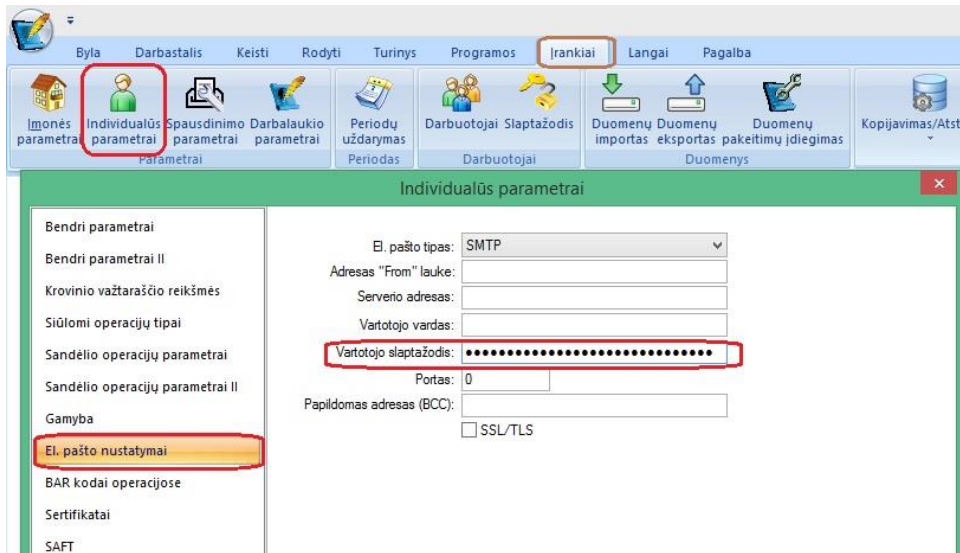 Byla Darbastalis Keisti Rodyti Turinys Programos Įrankiai Langai Pagalba
Įmonės Individualūs Spausdinimo Darbalaukio Periodų Darbuotojai Slaptažodis Duomenų Duomenų Duomenų Kopijavimas/Atst
parametrai parametrai parametrai parametrai uždarymas importas eksportas pakeitimų įdiegimas
Parametrai Periodas Darbuotojai Duomenys
Individualūs parametrai
Bendri parametrai
Bendri parametrai II
Krovinio važtaraščio reikšmės
Siūlomi operacijų tipai
Sandėlio operacijų parametrai
Sandėlio operacijų parametrai II
Gamyba
El. pašto nustatymai
BAR kodai operacijose
Sertifikatai
SAFT
El. pašto tipas: SMTP
Adresas "From" lauke:
Serverio adresas:
Vartotojo vardas:
Vartotojo slaptažodis: ●●●●●●●●●●●●●●●●●●●●●●●●●●●●●●
Portas: 0
Papildomas adresas (BCC):
SSL/TLS